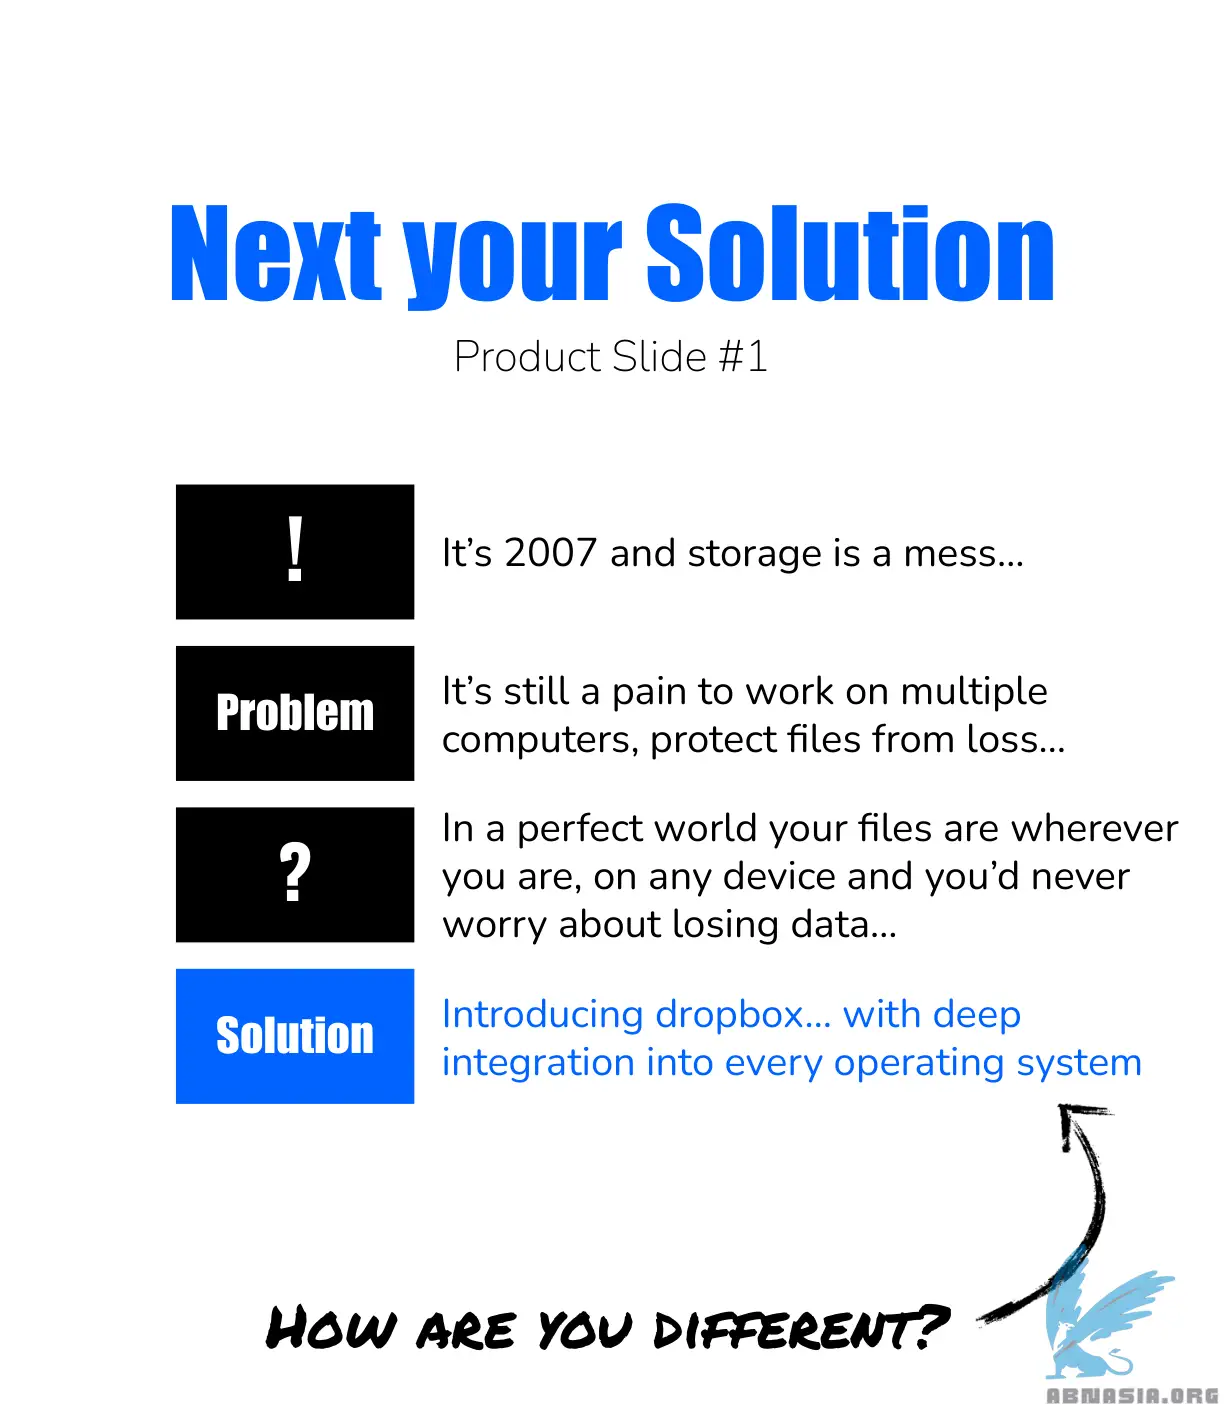 Next your Solution
Product Slide #1
!
It’s 2007 and storage is a mess...
Problem
It’s still a pain to work on multiple
computers, protect files from loss...
?
In a perfect world your files are wherever
you are, on any device and you’d never
worry about losing data...
Solution
Introducing dropbox... with deep
integration into every operating system
How are you different?
ABNASIA.ORG